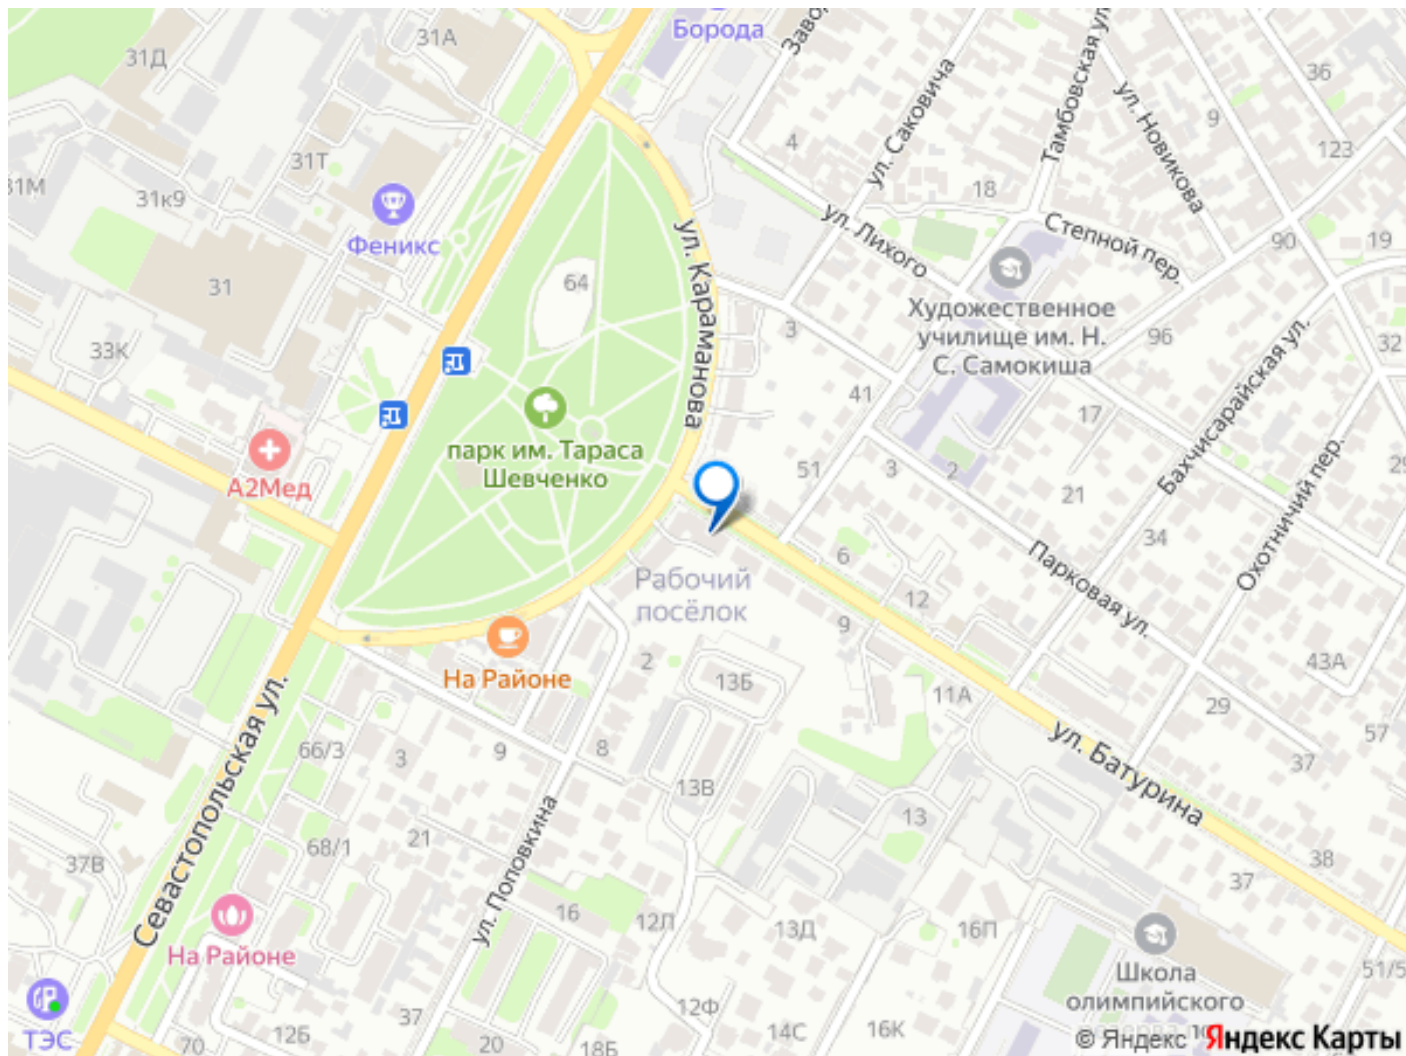 Борода
31А
31Д
Завод
ул. Саковича
Тамбовская ул.
36
ул. Новикова
9
123
4
31Т
31М
31к9
18
ул. Лихого
Степной пер.
90
19
Феникс
31
64
ул. Караманова
Художественное
училище им. Н.
С. Самокиша
96
3
33К
32
Бахчисарайская ул.
41
17
парк им. Тараса
Шевченко
А2Мед
51
3
2
21
29
34
Охотничий пер.
Парковая ул.
6
12
Рабочий
посёлок
9
43А
На Районе
2
13Б
11А
29
57
Севастопольская ул.
66/3
3
9
8
ул. Батурина
37
13В
13
21
68/1
37В
ул. Поповкина
38
37
16
12Л
13Д
16П
На Районе
Школа
олимпийского
51/5
12Ф
ТЭС
70
12Б
37
20
18Б
14С
16К
© Яндекс
Яндекс Карты